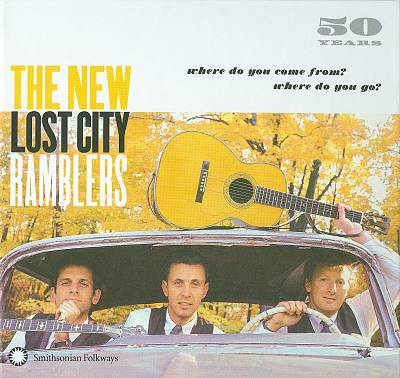 50
YEARS
where do you come from?
where do you go?
THE NEW
LOST CITY
RAMBLERS
Smithsonian Folkways